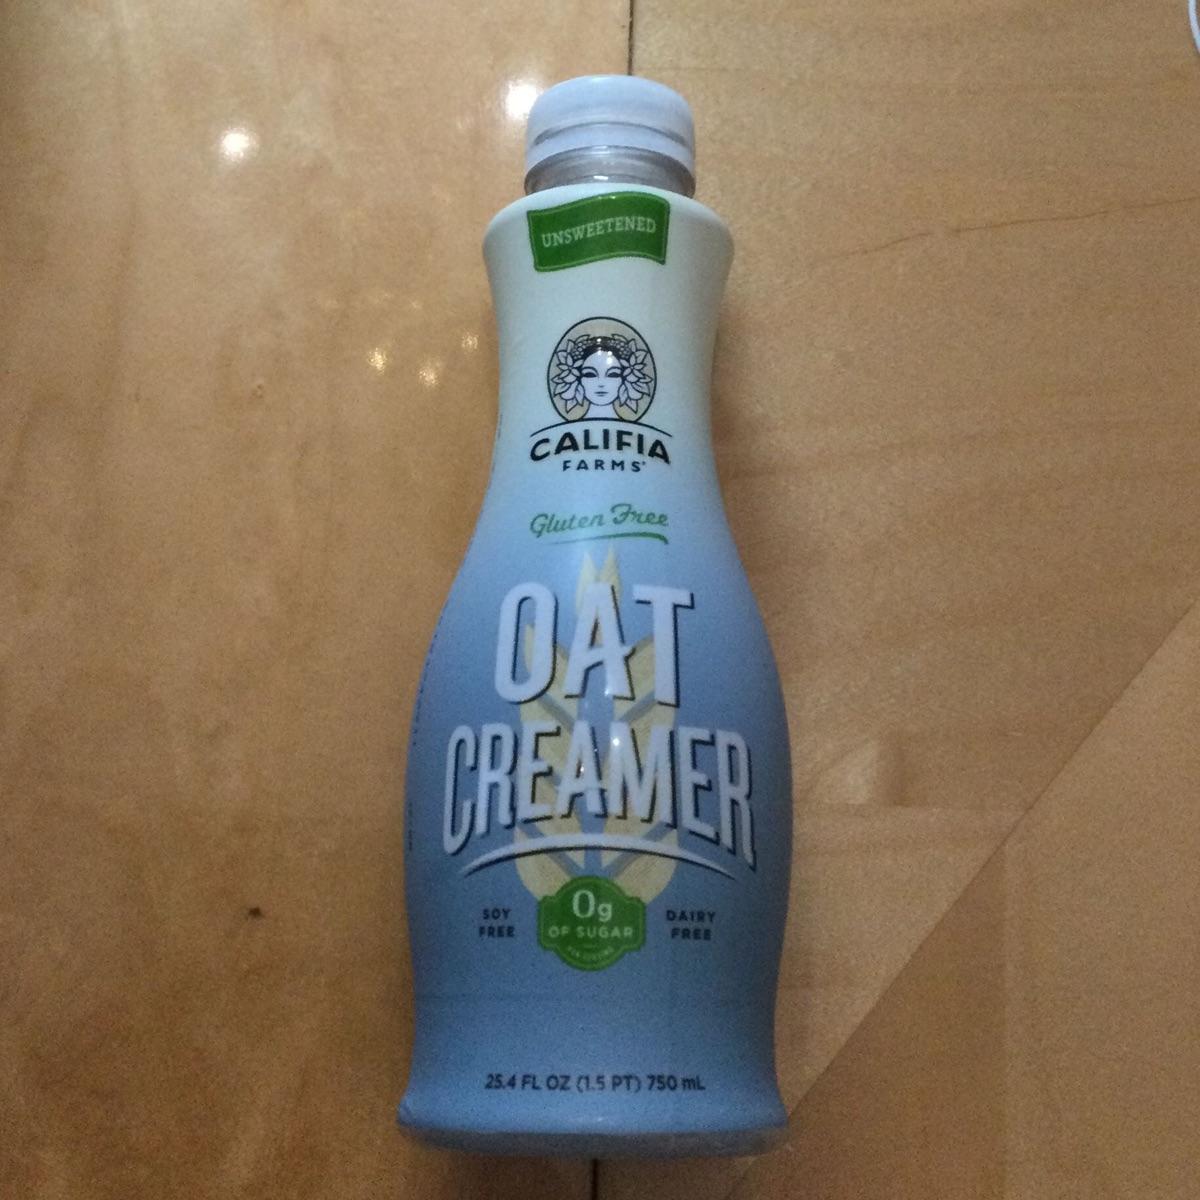 UNSWEETENED
CALIFIA
FARMS
Gluten Free
OAT
CREAMER
SOY FREE
0g
OF SUGAR
DAIRY FREE
25.4 FL OZ (1.5 PT) 750 mL